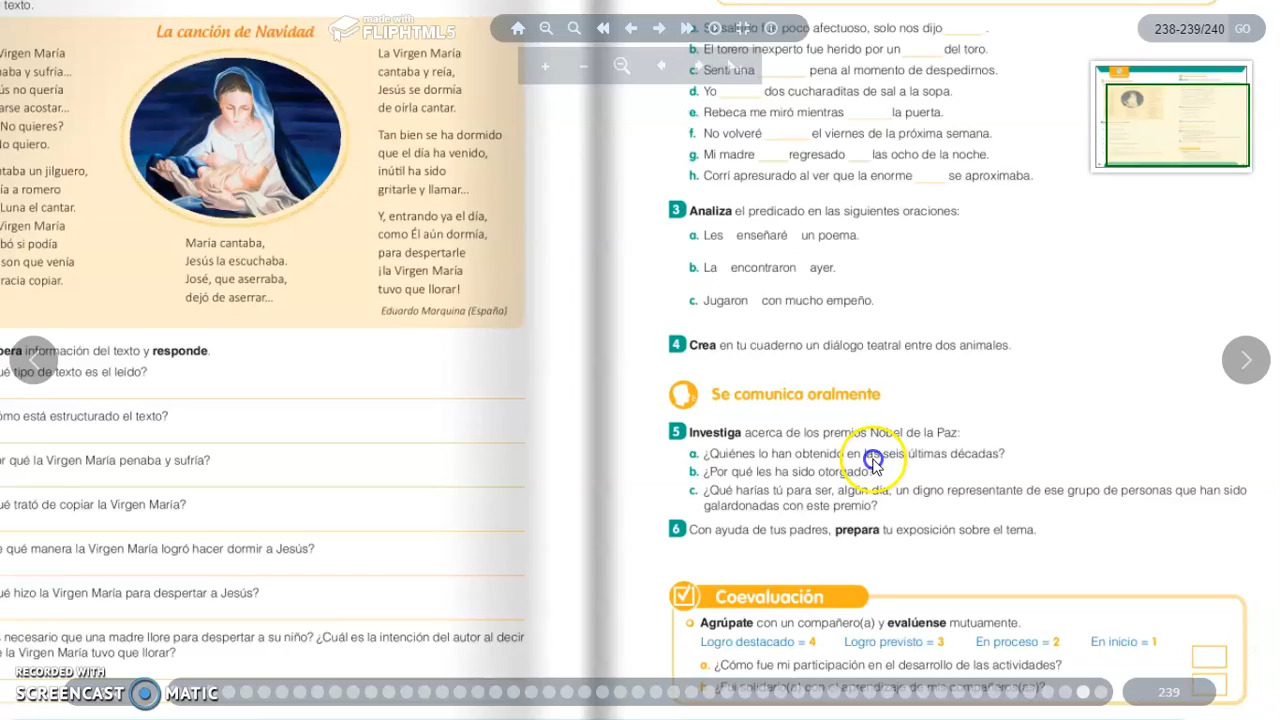 texto.
La canción de Navidad
Virgen María
naba y sufría...
ús no quería
arse acostar...
No quieres?
No quiero.
ntaba un jilguero,
ía a romero
Luna el cantar.
Virgen María
bó si podía
son que venía
racia copiar.
María cantaba,
Jesús la escuchaba.
José, que aserraba,
dejó de aserrar...
La Virgen María
cantaba y reía,
Jesús se dormía
de oírla cantar.
Tan bien se ha dormido
que el día ha venido,
inútil ha sido
gritarle y llamar...
Y, entrando ya el día,
como Él aún dormía,
para despertarle
¡la Virgen María
tuvo que llorar!
Eduardo Marquina (España)
pera información del texto y responde.
ué tipo de texto es el leído?
ómo está estructurado el texto?
or qué la Virgen María penaba y sufría?
ué trató de copiar la Virgen María?
e qué manera la Virgen María logró hacer dormir a Jesús?
ué hizo la Virgen María para despertar a Jesús?
necesario que una madre llore para despertar a su niño? ¿Cuál es la intención del autor al decir
e la Virgen María tuvo que llorar?
made with
FLIPHTML5
238-239/240 GO
poco afectuoso, solo nos dijo .
b. El torero inexperto fue herido por un del toro.
c. Sentí una pena al momento de despedirnos.
d. Yo dos cucharaditas de sal a la sopa.
e. Rebeca me miró mientras la puerta.
f. No volveré el viernes de la próxima semana.
g. Mi madre regresado las ocho de la noche.
h. Corrí apresurado al ver que la enorme se aproximaba.
3 Analiza el predicado en las siguientes oraciones:
a. Les enseñaré un poema.
b. La encontraron ayer.
c. Jugaron con mucho empeño.
4 Crea en tu cuaderno un diálogo teatral entre dos animales.
Se comunica oralmente
5 Investiga acerca de los premios Nobel de la Paz:
a. ¿Quiénes lo han obtenido en las seis últimas décadas?
b. ¿Por qué les ha sido otorgado?
c. ¿Qué harías tú para ser, algún día, un digno representante de ese grupo de personas que han sido
galardonadas con este premio?
6 Con ayuda de tus padres, prepara tu exposición sobre el tema.
Coevaluación
Agrúpate con un compañero(a) y evalúense mutuamente.
Logro destacado = 4 Logro previsto = 3 En proceso = 2 En inicio = 1
a. ¿Cómo fue mi participación en el desarrollo de las actividades?
b. ¿Fui solidario(a) con el aprendizaje de mis compañeros(as)?
RECORDED WITH
SCREENCAST MATIC
239